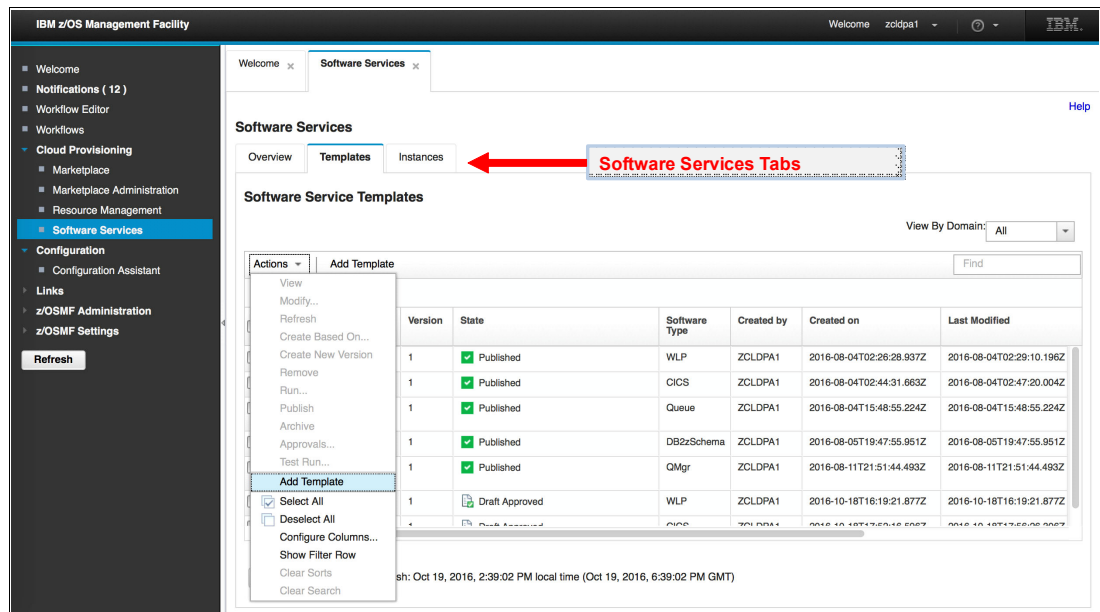 IBM z/OS Management Facility
Welcome zcldpa1
IBM.
Welcome
Notifications ( 12 )
Workflow Editor
Workflows
Cloud Provisioning
Marketplace
Marketplace Administration
Resource Management
Software Services
Configuration
Configuration Assistant
Links
z/OSMF Administration
z/OSMF Settings
Refresh
Welcome
Software Services
Help
Software Services
Overview Templates Instances
Software Services Tabs
Software Service Templates
View By Domain: All
Actions Add Template Find
View
Modify...
Refresh
Create Based On...
Create New Version
Remove
Run...
Publish
Archive
Approvals...
Test Run...
Add Template
Select All
Deselect All
Configure Columns...
Show Filter Row
Clear Sorts
Clear Search
Version State Software Type Created by Created on Last Modified
1 Published WLP ZCLDPA1 2016-08-04T02:26:28.937Z 2016-08-04T02:29:10.196Z
1 Published CICS ZCLDPA1 2016-08-04T02:44:31.663Z 2016-08-04T02:47:20.004Z
1 Published Queue ZCLDPA1 2016-08-04T15:48:55.224Z 2016-08-04T15:48:55.224Z
1 Published DB2zSchema ZCLDPA1 2016-08-05T19:47:55.951Z 2016-08-05T19:47:55.951Z
1 Published QMgr ZCLDPA1 2016-08-11T21:51:44.493Z 2016-08-11T21:51:44.493Z
1 Draft Approved WLP ZCLDPA1 2016-10-18T16:19:21.877Z 2016-10-18T16:19:21.877Z
1 Draft Approved CICS ZCLDPA1
sh: Oct 19, 2016, 2:39:02 PM local time (Oct 19, 2016, 6:39:02 PM GMT)